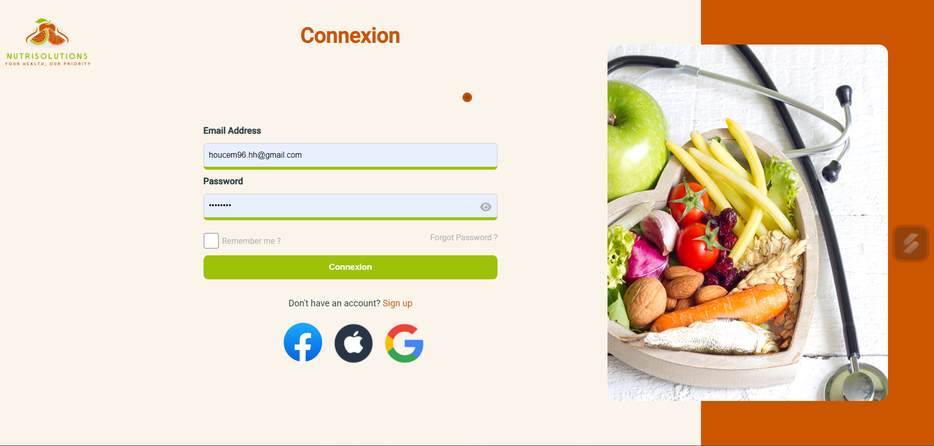 Connexion
NUTRISOLUTIONS
YOUR HEALTH, OUR PRIORITY
Email Address
houcem96.hh@gmail.com
Password
Remember me ?
Forgot Password ?
Connexion
Don't have an account? Sign up